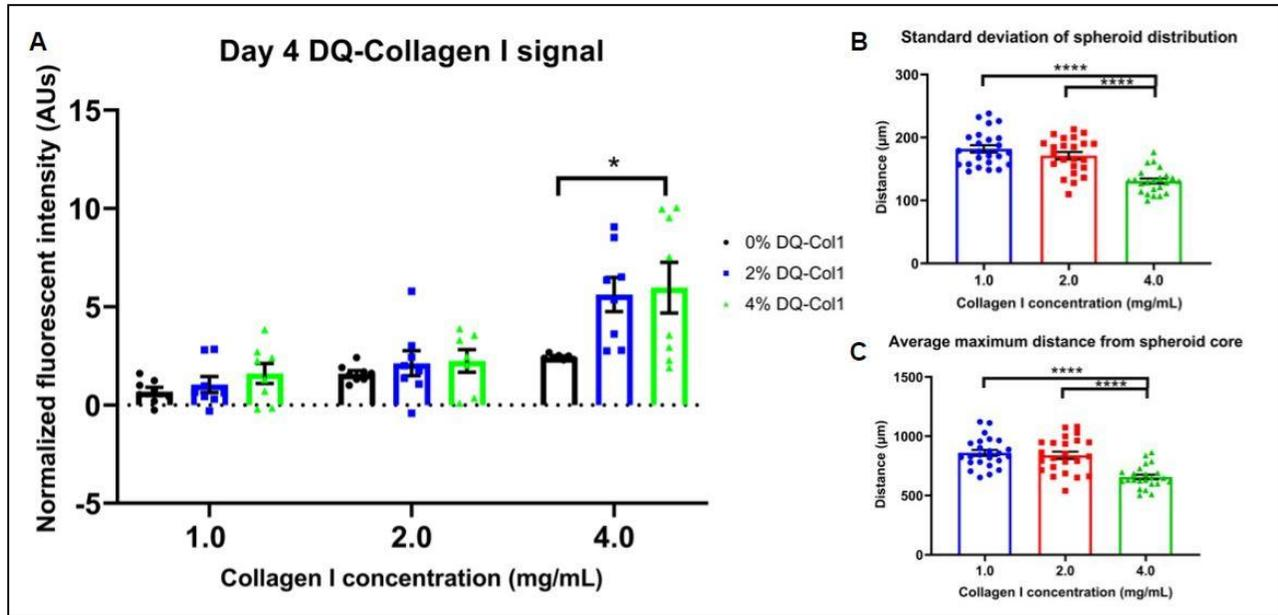 A
Day 4 DQ-Collagen I signal
Normalized fluorescent intensity (AUs)
15
10
5
0
-5
*
1.0
2.0
4.0
Collagen I concentration (mg/mL)
0% DQ-Col1
2% DQ-Col1
4% DQ-Col1
B
Standard deviation of spheroid distribution
Distance (µm)
300
200
100
0
****
****
1.0
2.0
4.0
Collagen I concentration (mg/mL)
C
Average maximum distance from spheroid core
Distance (µm)
1500
1000
500
0
****
****
1.0
2.0
4.0
Collagen I concentration (mg/mL)